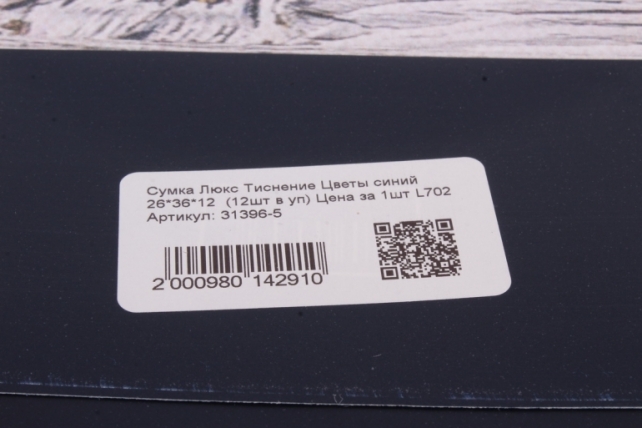 Сумка Люкс Тиснение Цветы синий
26*36*12 (12шт в уп) Цена за 1шт L702
Артикул: 31396-5
2 000980 142910